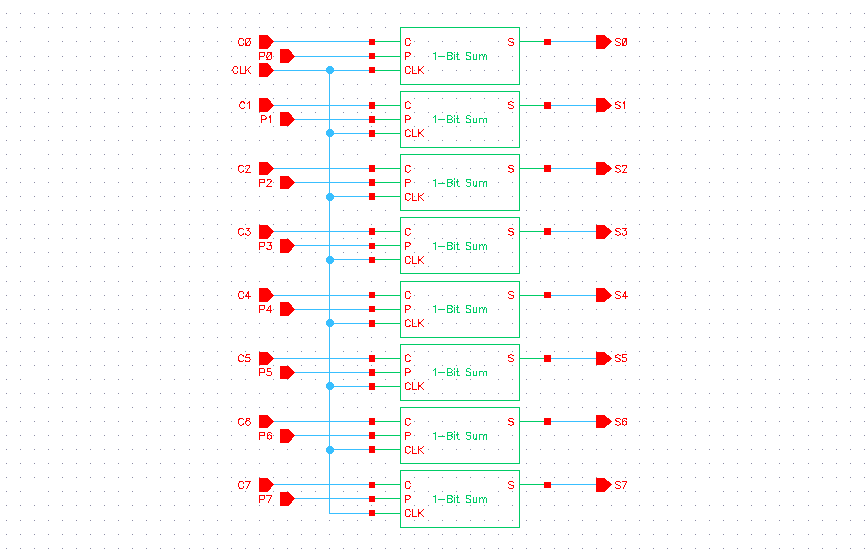 C0 C S S0
P0 P 1-Bit Sum
CLK CLK
C1 C S S1
P1 P 1-Bit Sum
CLK
C2 C S S2
P2 P 1-Bit Sum
CLK
C3 C S S3
P3 P 1-Bit Sum
CLK
C4 C S S4
P4 P 1-Bit Sum
CLK
C5 C S S5
P5 P 1-Bit Sum
CLK
C6 C S S6
P6 P 1-Bit Sum
CLK
C7 C S S7
P7 P 1-Bit Sum
CLK